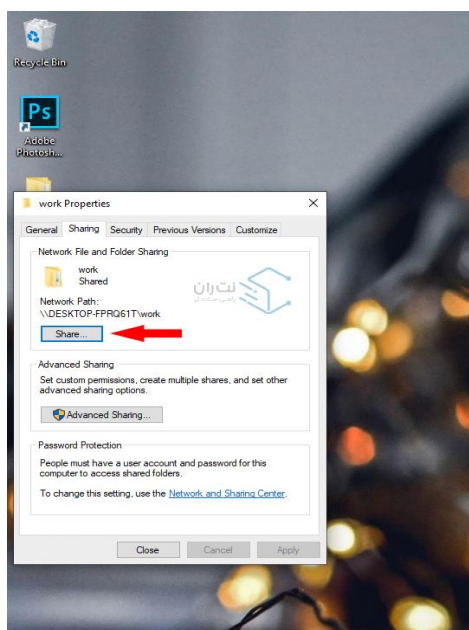 Recycle Bin
Ps
Adobe
Photosh...
work Properties
General Sharing Security Previous Versions Customize
Network File and Folder Sharing
work
Shared
Network Path:
\\DESKTOP-FPRQ61T\work
Share...
نت‌ران
Advanced Sharing
Set custom permissions, create multiple shares, and set other
advanced sharing options.
Advanced Sharing...
Password Protection
People must have a user account and password for this
computer to access shared folders.
To change this setting, use the Network and Sharing Center.
Close Cancel Apply